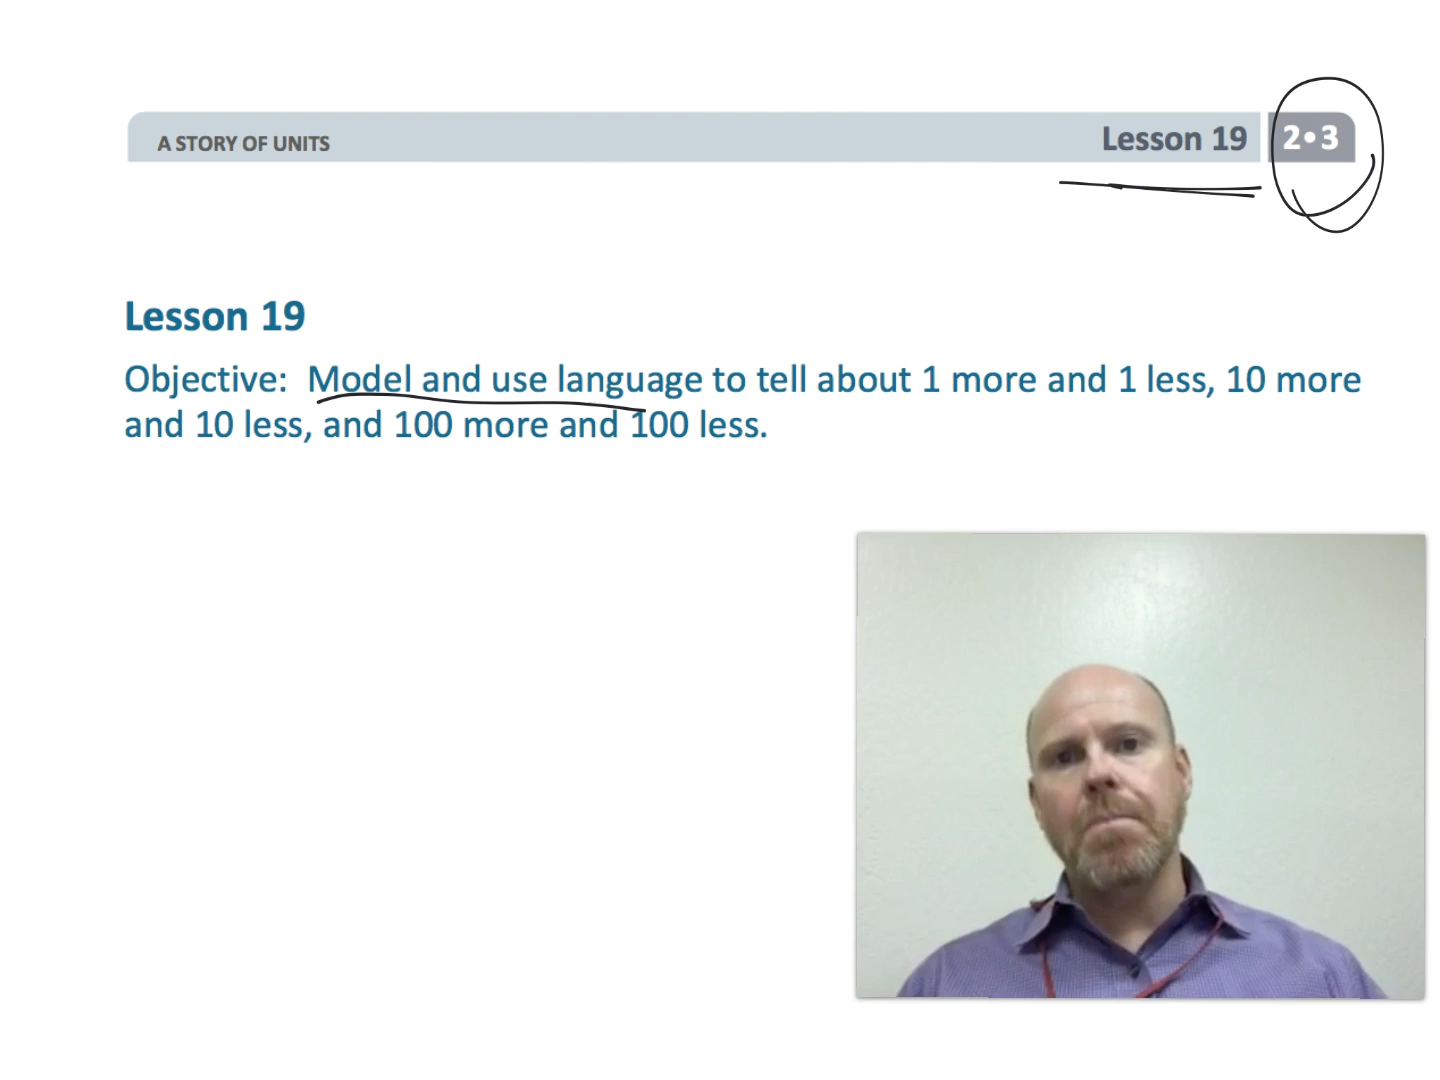 A STORY OF UNITS
Lesson 19
2•3
Lesson 19
Objective: Model and use language to tell about 1 more and 1 less, 10 more
and 10 less, and 100 more and 100 less.